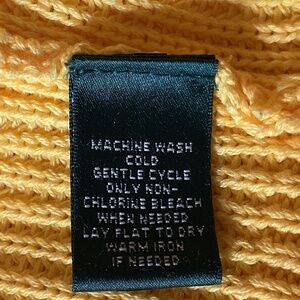 MACHINE WASH
COLD
GENTLE CYCLE
ONLY NON-
CHLORINE BLEACH
WHEN NEEDED
LAY FLAT TO DRY
WARM IRON
IF NEEDED